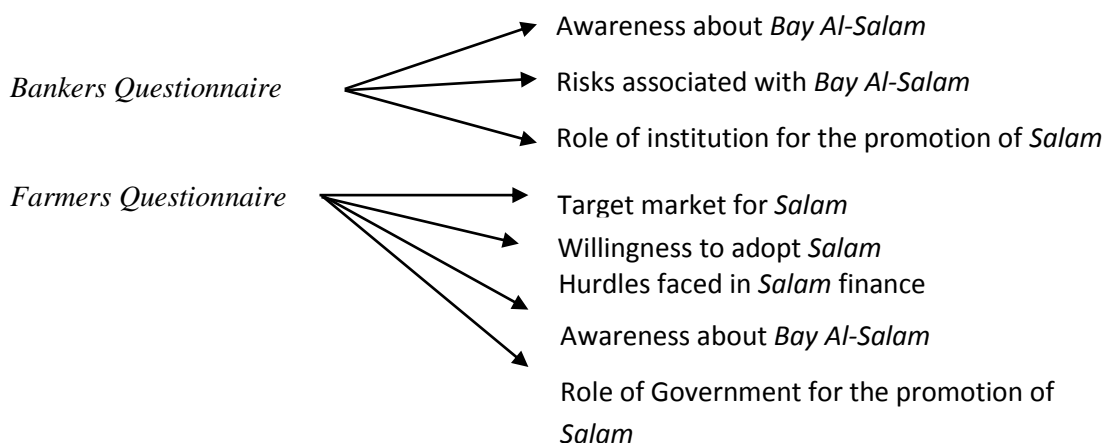 Awareness about Bay Al-Salam
Bankers Questionnaire
Risks associated with Bay Al-Salam
Role of institution for the promotion of Salam
Farmers Questionnaire
Target market for Salam
Willingness to adopt Salam
Hurdles faced in Salam finance
Awareness about Bay Al-Salam
Role of Government for the promotion of
Salam